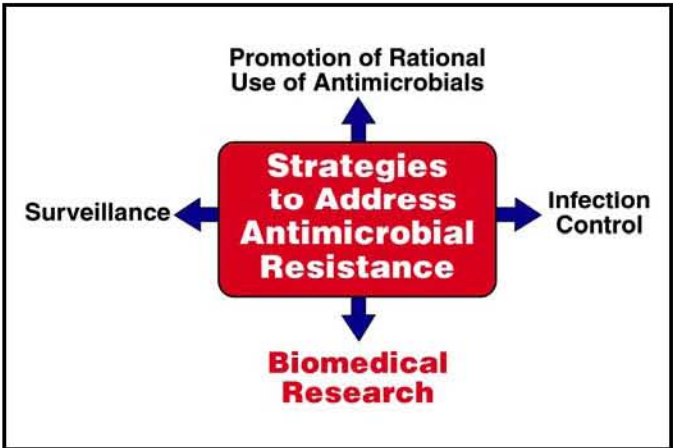 Promotion of Rational
Use of Antimicrobials
Strategies
to Address
Antimicrobial
Resistance
Surveillance
Infection
Control
Biomedical
Research